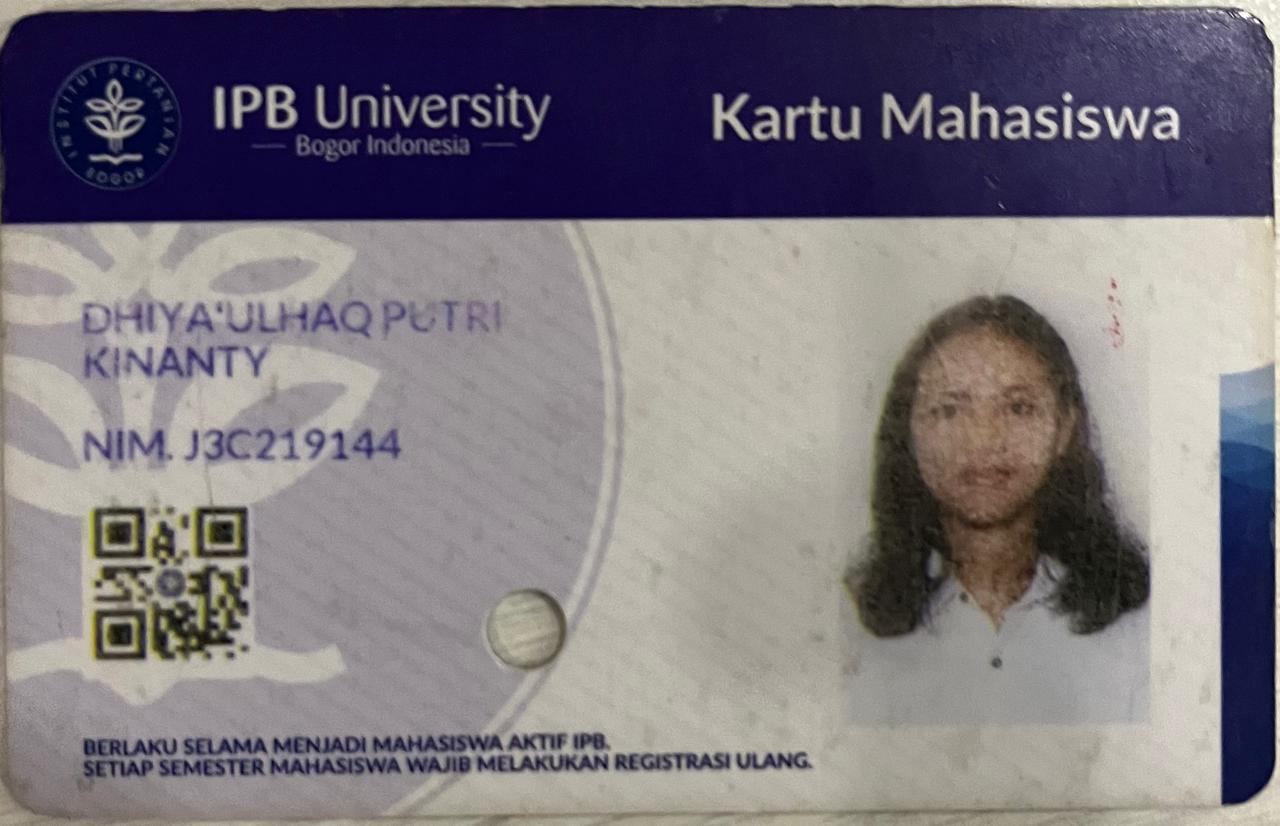 INSTITUT PERTANIAN BOGOR
IPB University
Bogor Indonesia
Kartu Mahasiswa
DHIYA'ULHAQ PUTRI
KINANTY
NIM. J3C219144
BERLAKU SELAMA MENJADI MAHASISWA AKTIF IPB.
SETIAP SEMESTER MAHASISWA WAJIB MELAKUKAN REGISTRASI ULANG.